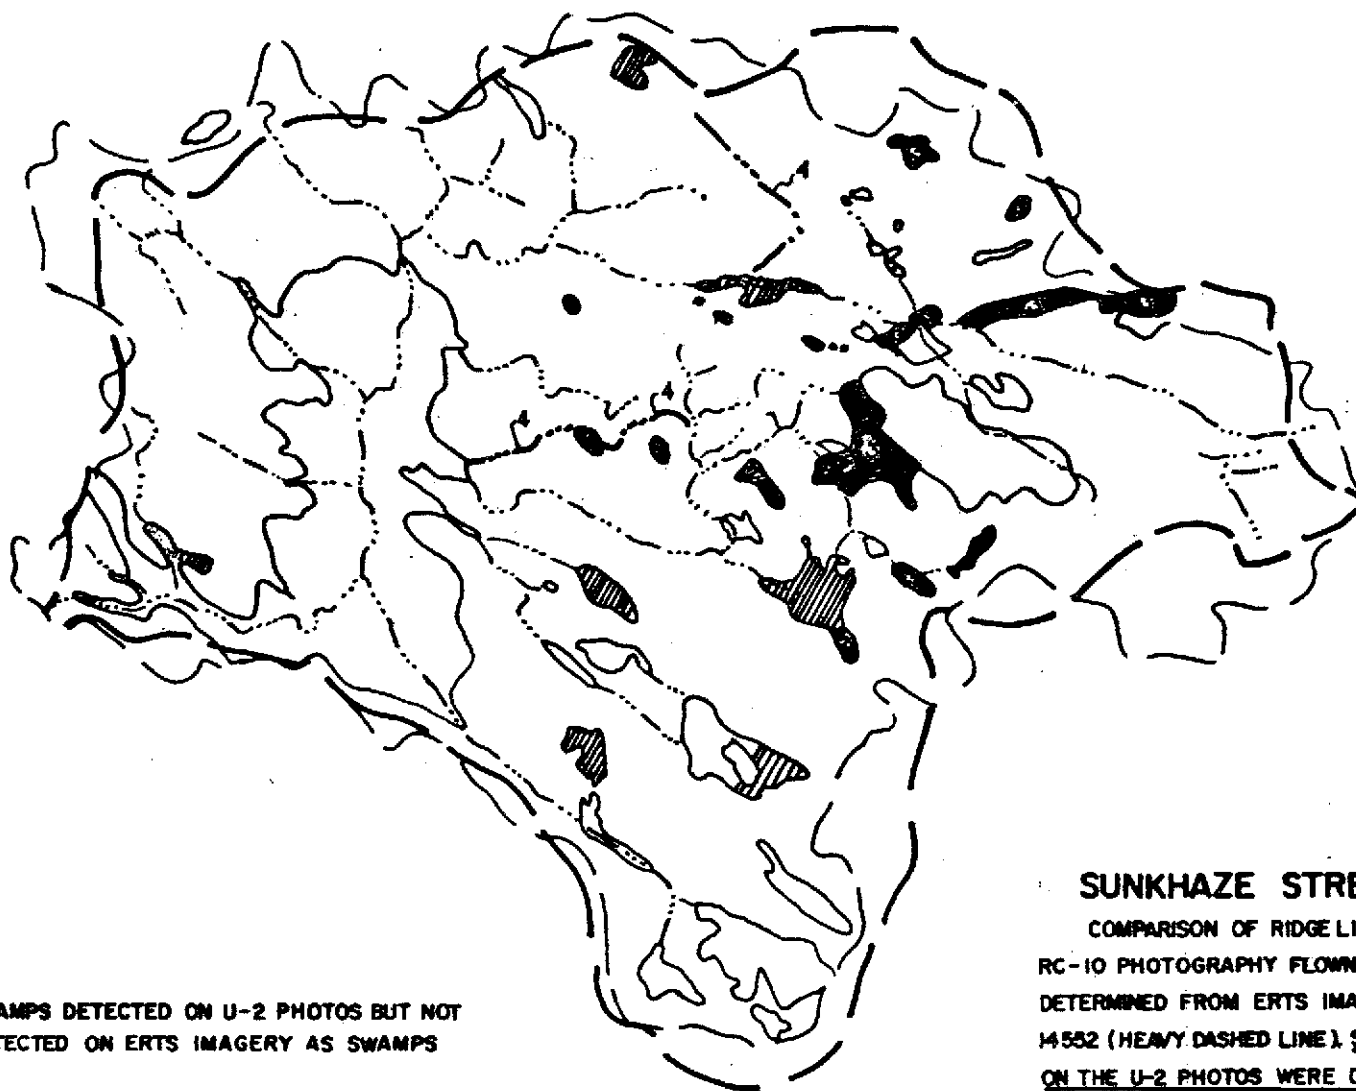 4
4
4
SUNKHAZE STRE
COMPARISON OF RIDGE LI
RC-10 PHOTOGRAPHY FLOWN
DETERMINED FROM ERTS IMA
14552 (HEAVY DASHED LINE).
ON THE U-2 PHOTOS WERE
AMPS DETECTED ON U-2 PHOTOS BUT NOT
TECTED ON ERTS IMAGERY AS SWAMPS